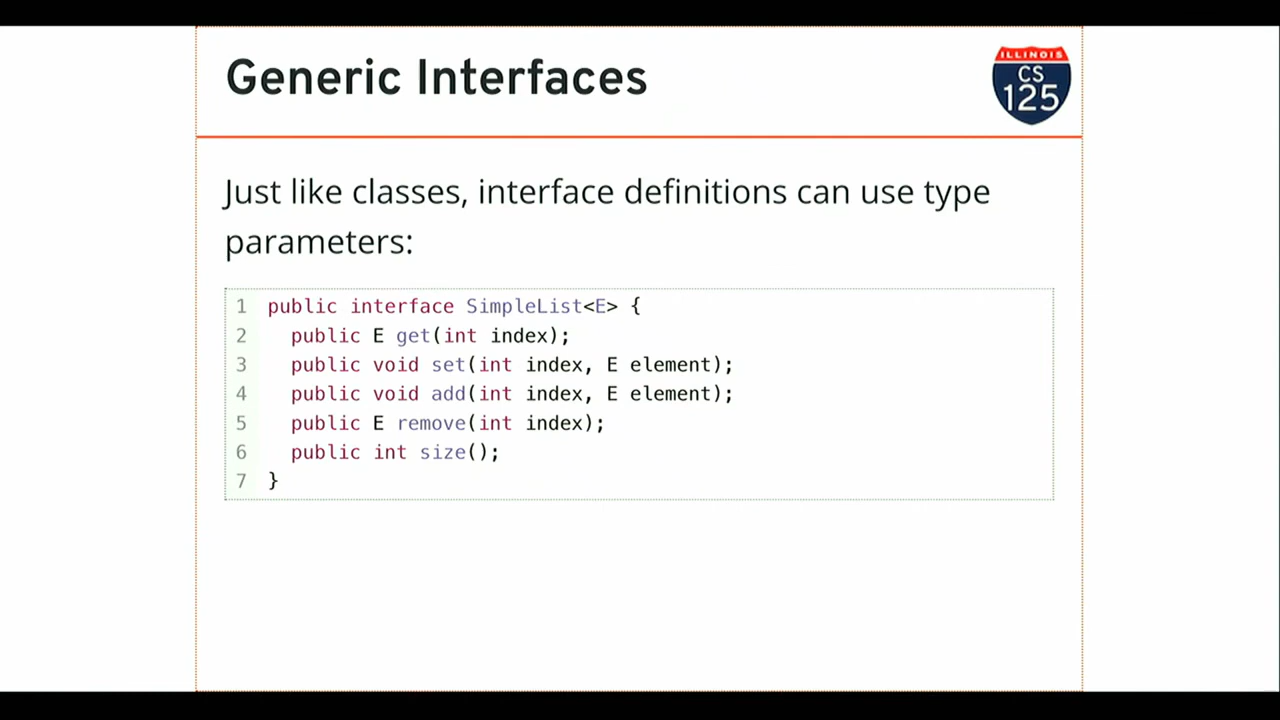 Generic Interfaces
ILLINOIS
CS
125
Just like classes, interface definitions can use type
parameters:
1 public interface SimpleList<E> {
2   public E get(int index);
3   public void set(int index, E element);
4   public void add(int index, E element);
5   public E remove(int index);
6   public int size();
7 }